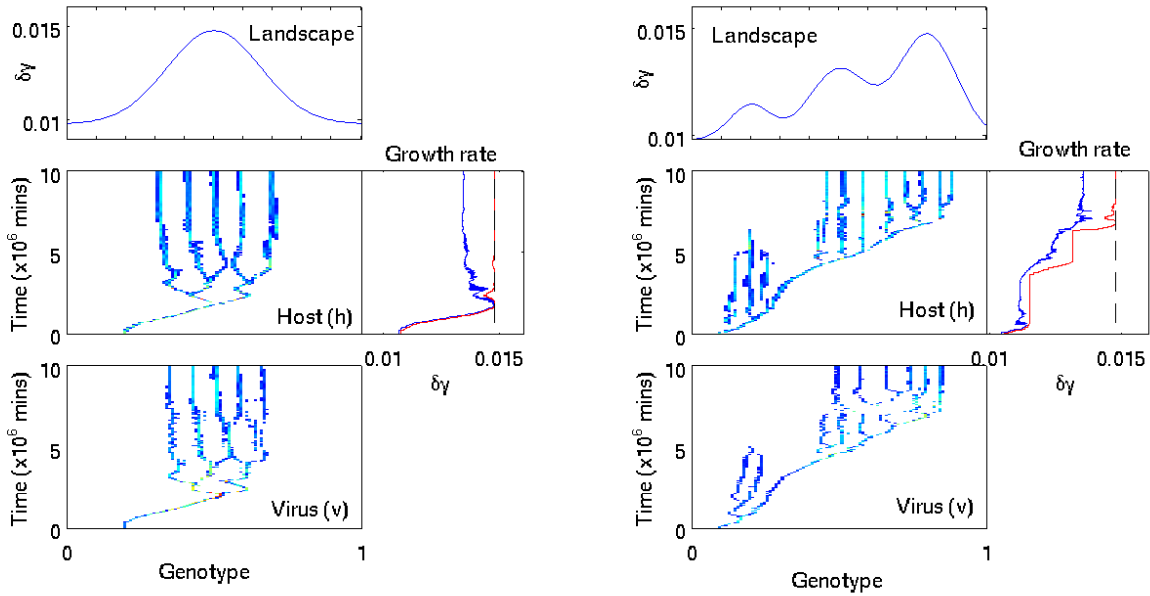 0.015
Landscape
δγ
0.01
Growth rate
10
Time (x10⁶ mins)
5
Host (h)
0
0.01
0.015
δγ
10
Time (x10⁶ mins)
5
Virus (v)
0
0
1
Genotype
0.015
Landscape
δγ
0.01
Growth rate
10
Time (x10⁶ mins)
5
Host (h)
0
0.01
0.015
δγ
10
Time (x10⁶ mins)
5
Virus (v)
0
0
1
Genotype